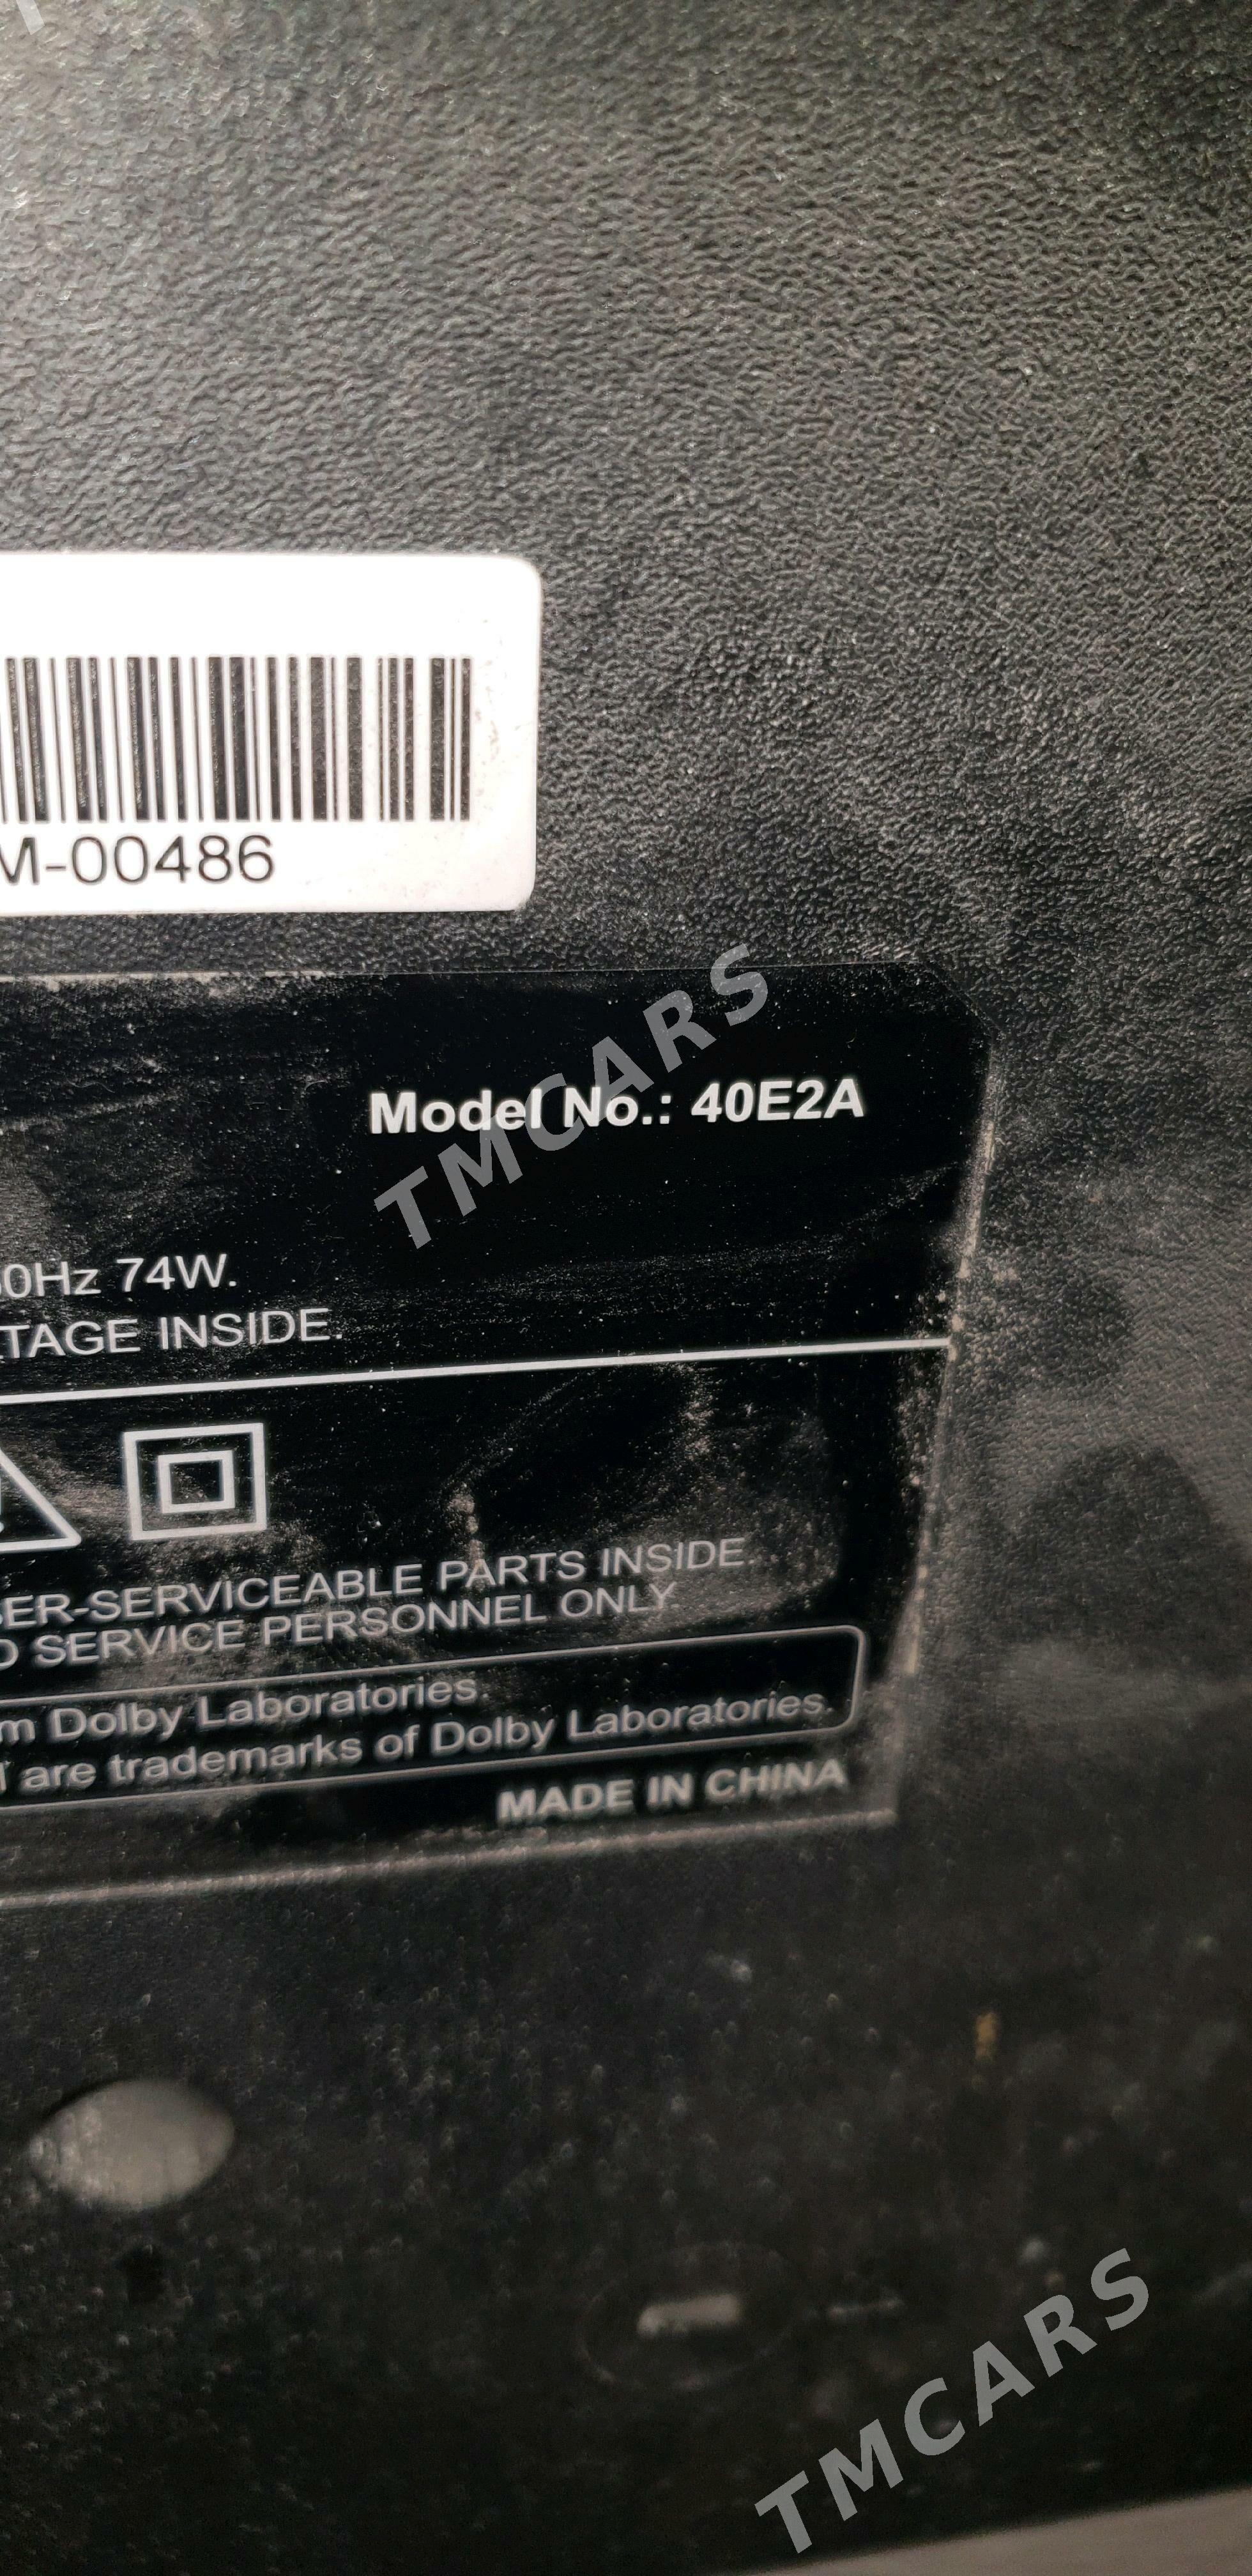 M-00486
Model No.: 40E2A
TMCARS
60Hz 74W.
TAGE INSIDE.
SER-SERVICEABLE PARTS INSIDE.
D SERVICE PERSONNEL ONLY.
m Dolby Laboratories.
are trademarks of Dolby Laboratories.
MADE IN CHINA
TMCARS